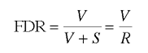 FDR = V / (V + S) = V / R